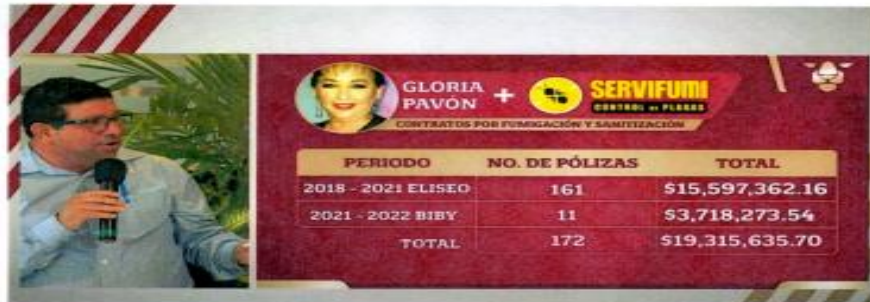 GLORIA
PAVÓN
+
SERVIFUMI
CONTROL DE PLAGAS
CONTRATOS POR FUMIGACIÓN Y SANITIZACIÓN
PERIODO NO. DE PÓLIZAS TOTAL
2018 - 2021 ELISEO 161 $15,597,362.16
2021 - 2022 BIBY 11 $3,718,273.54
TOTAL 172 $19,315,635.70